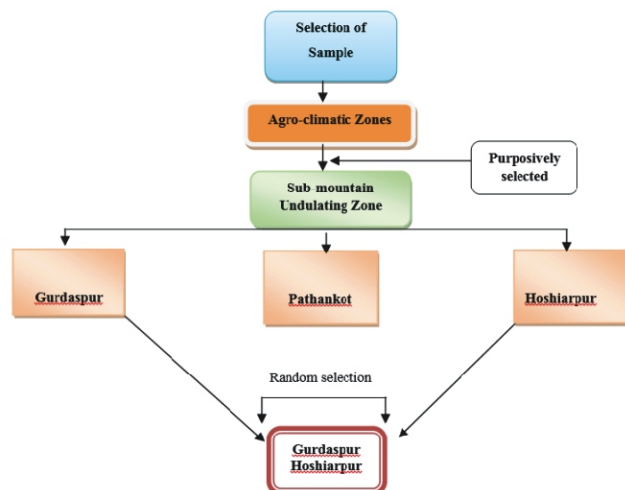 Selection of
Sample
Agro-climatic Zones
Purposively
selected
Sub-mountain
Undulating Zone
Gurdaspur
Pathankot
Hoshiarpur
Random selection
Gurdaspur
Hoshiarpur